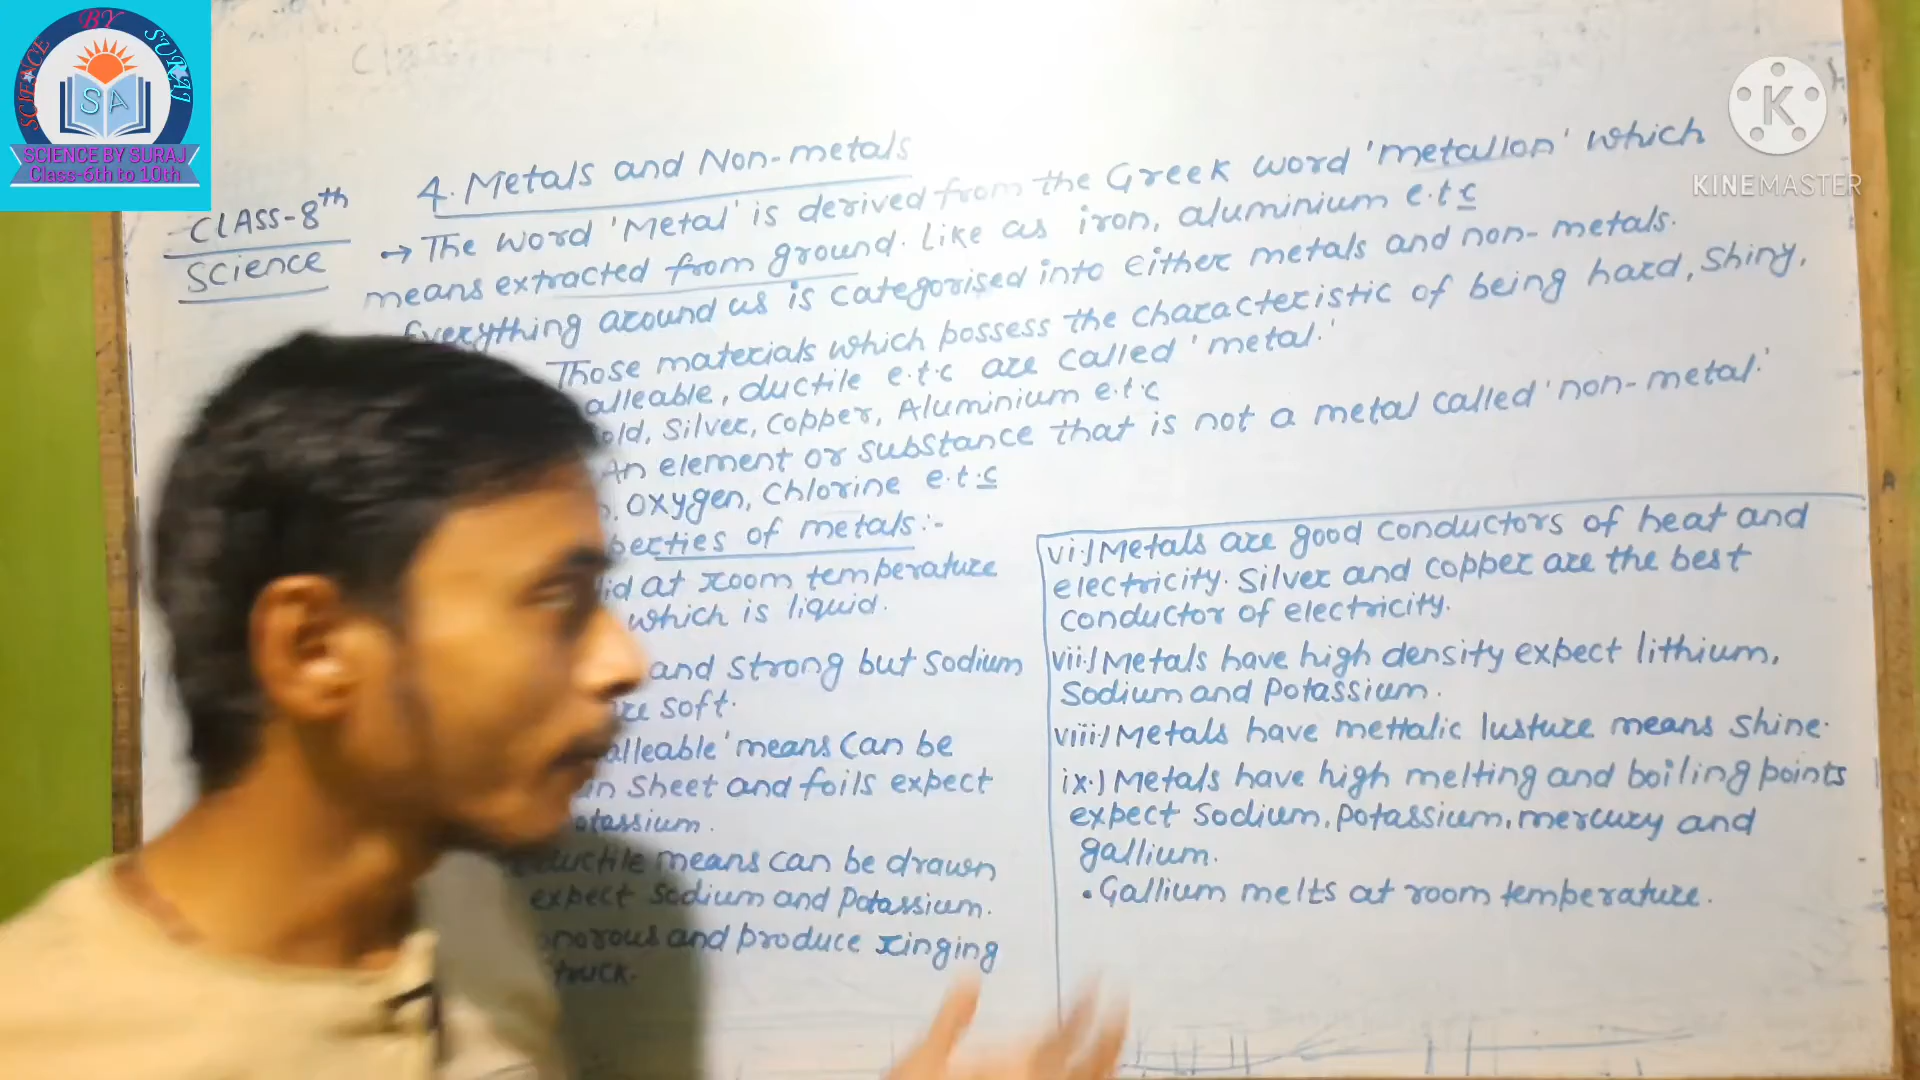 SCIENCE BY SURAJ
SA
SCIENCE BY SURAJ
Class-6th to 10th
KINEMASTER
CLASS-8th
Science
4. Metals and Non-metals
→ The word 'Metal' is derived from the Greek word 'metallon' which
means extracted from ground. Like as iron, aluminium e.t.c
Everything around us is categorised into either metals and non-metals.
Those materials which possess the characteristic of being hard, shiny,
alleable, ductile e.t.c are called 'metal.'
old, Silver, Copper, Aluminium e.t.c
An element or substance that is not a metal called 'non-metal.'
oxygen, Chlorine e.t.c
perties of metals:-
id at room temperature
which is liquid.
and strong but sodium
re soft.
alleable' means can be
in sheet and foils expect
otassium.
ductile means can be drawn
expect sodium and potassium.
onorous and produce ringing
truck.
vi.) Metals are good conductors of heat and
electricity. Silver and copper are the best
conductor of electricity.
vii.) Metals have high density expect lithium,
Sodium and potassium.
viii.) Metals have mettalic lusture means shine.
ix.) Metals have high melting and boiling points
expect sodium, potassium, mercury and
gallium.
• Gallium melts at room temperature.